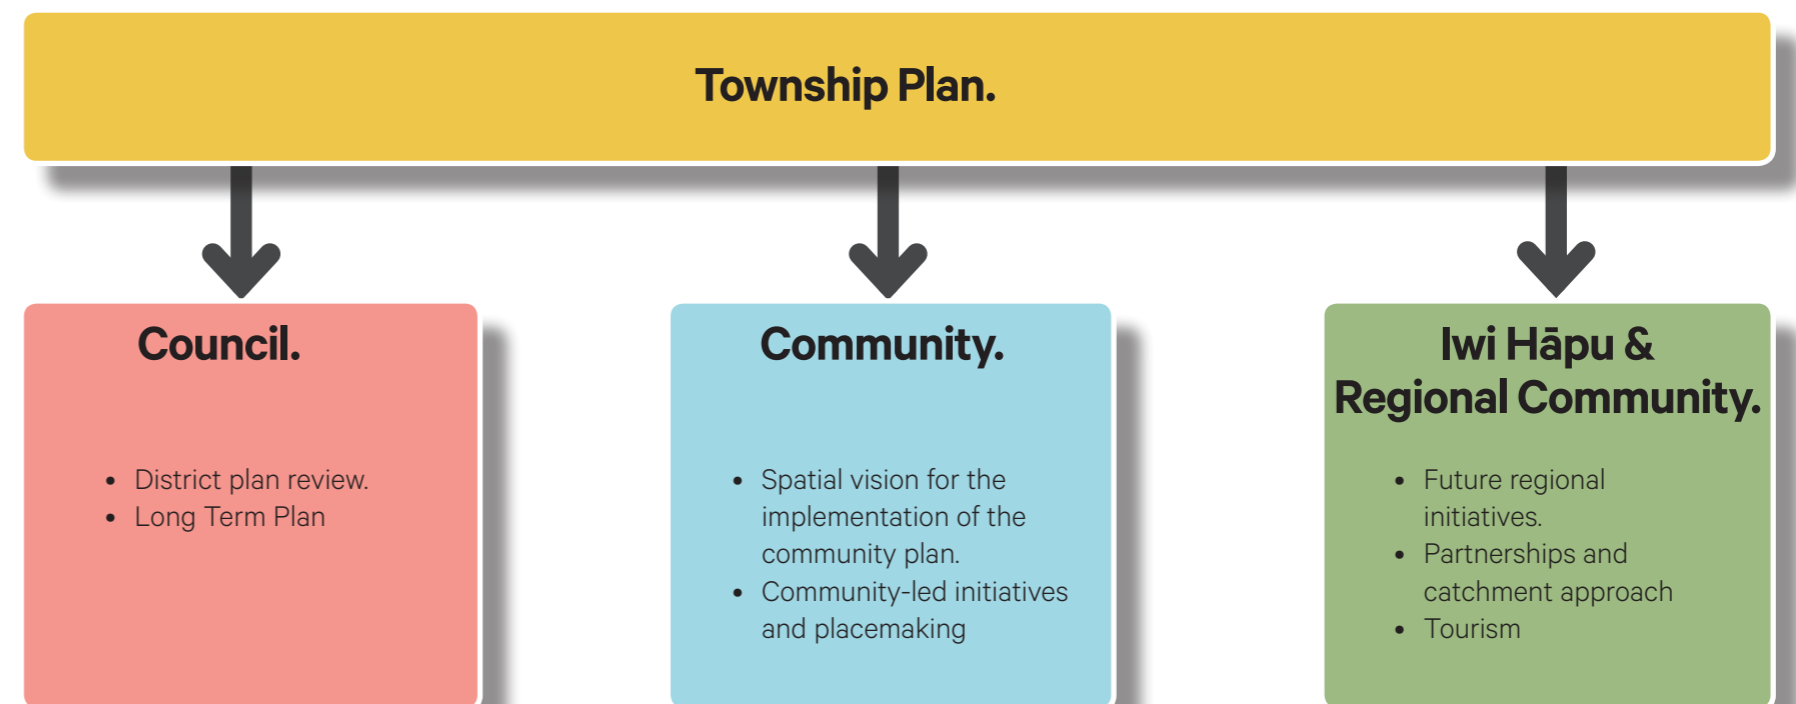 Township Plan.
Council.
• District plan review.
• Long Term Plan
Community.
• Spatial vision for the
implementation of the
community plan.
• Community-led initiatives
and placemaking
Iwi Hāpu &
Regional Community.
• Future regional
initiatives.
• Partnerships and
catchment approach
• Tourism